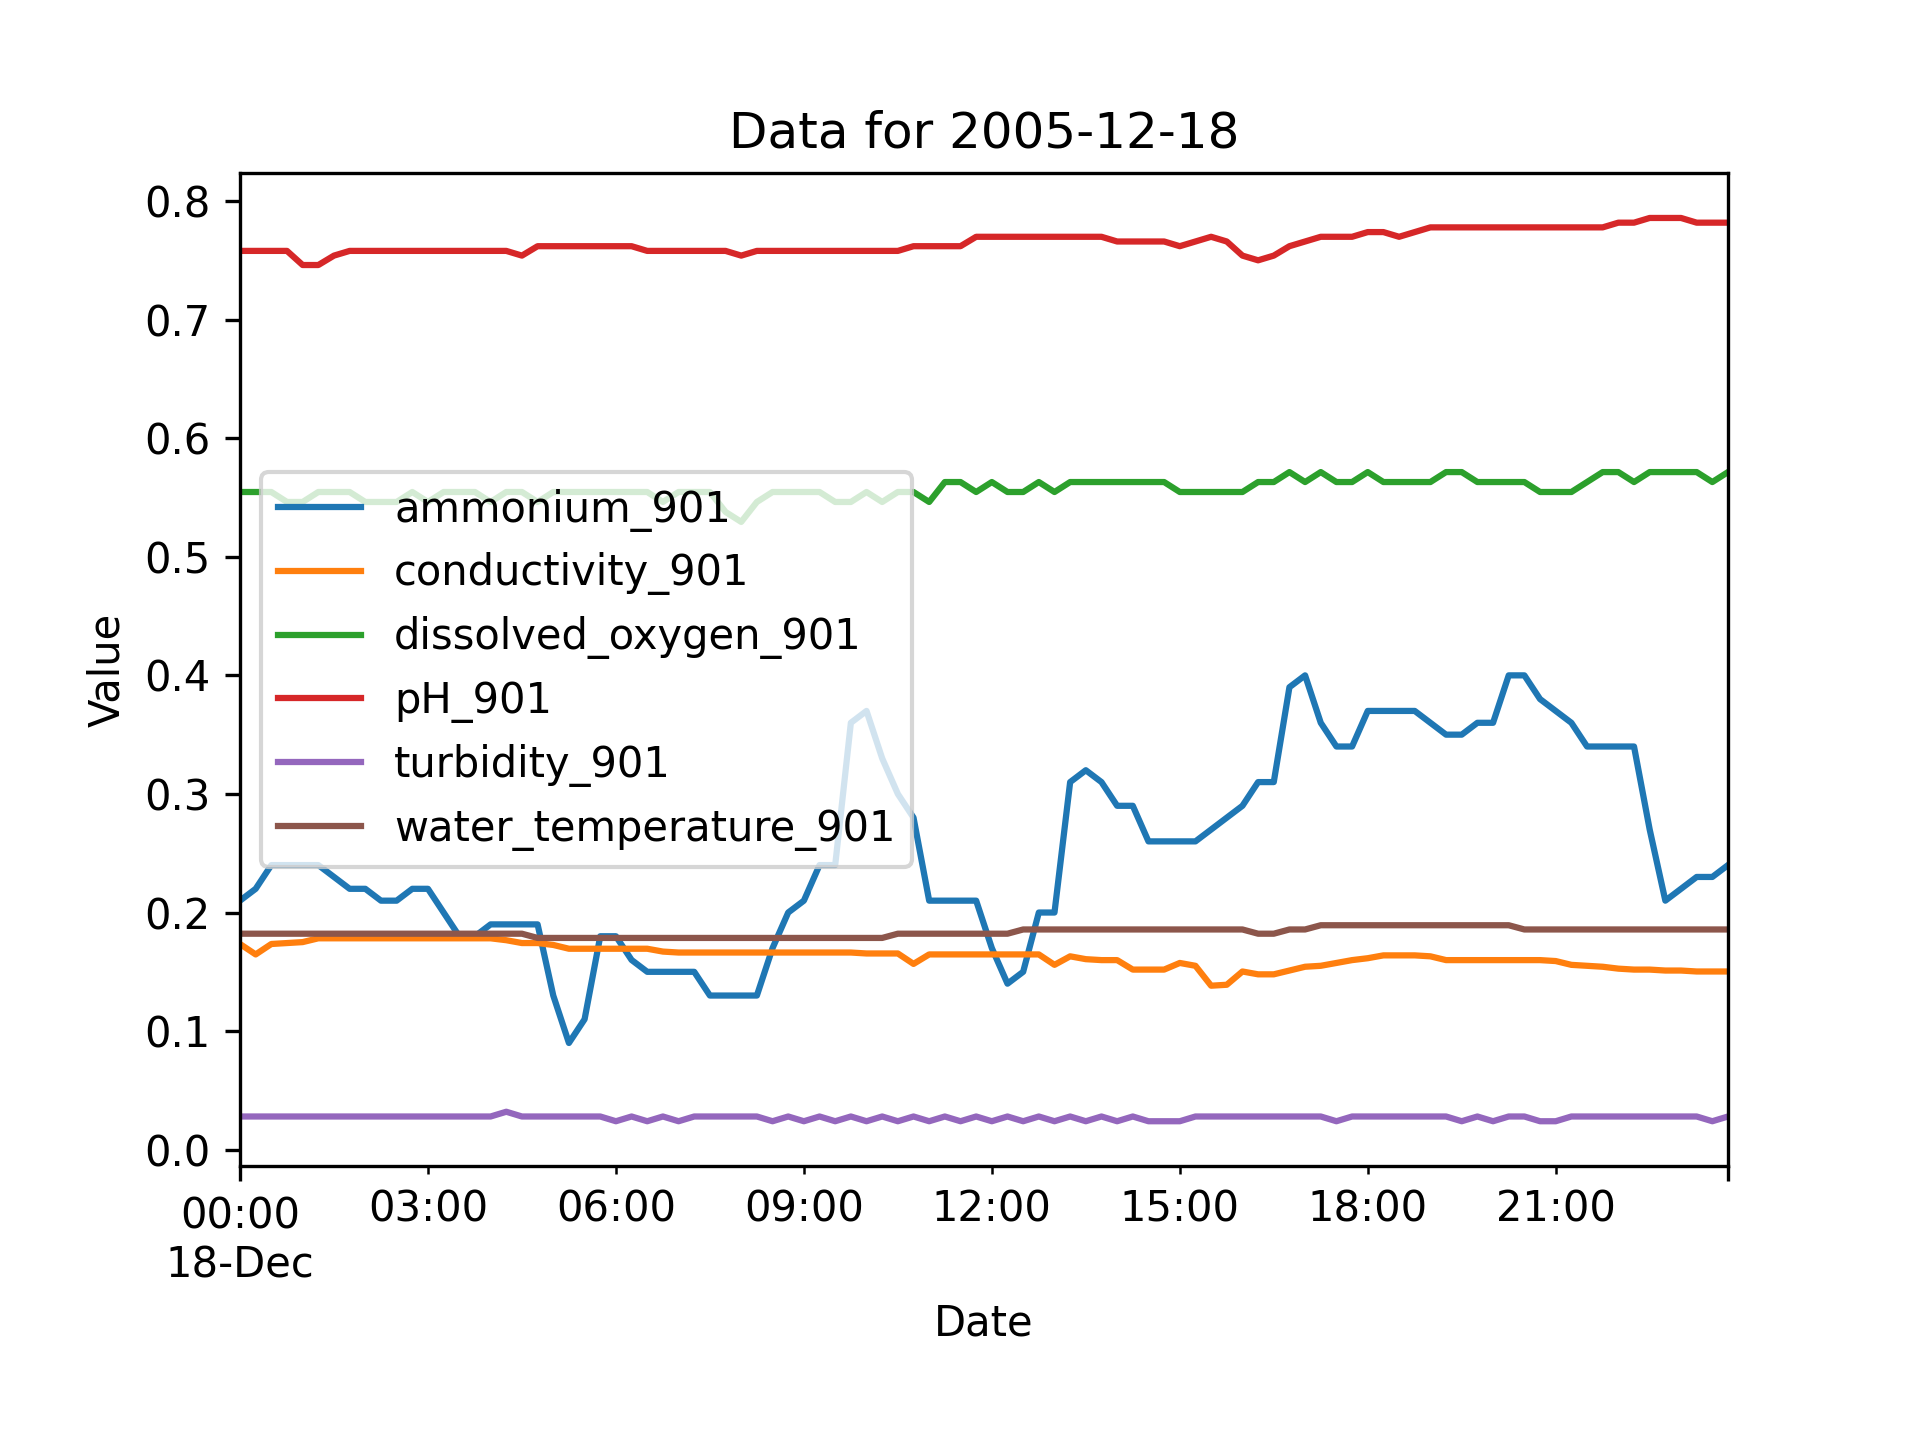 Data for 2005-12-18
0.8
0.7
0.6
0.5
0.4
0.3
0.2
0.1
0.0
Value
ammonium_901
conductivity_901
dissolved_oxygen_901
pH_901
turbidity_901
water_temperature_901
00:00 03:00 06:00 09:00 12:00 15:00 18:00 21:00
18-Dec
Date